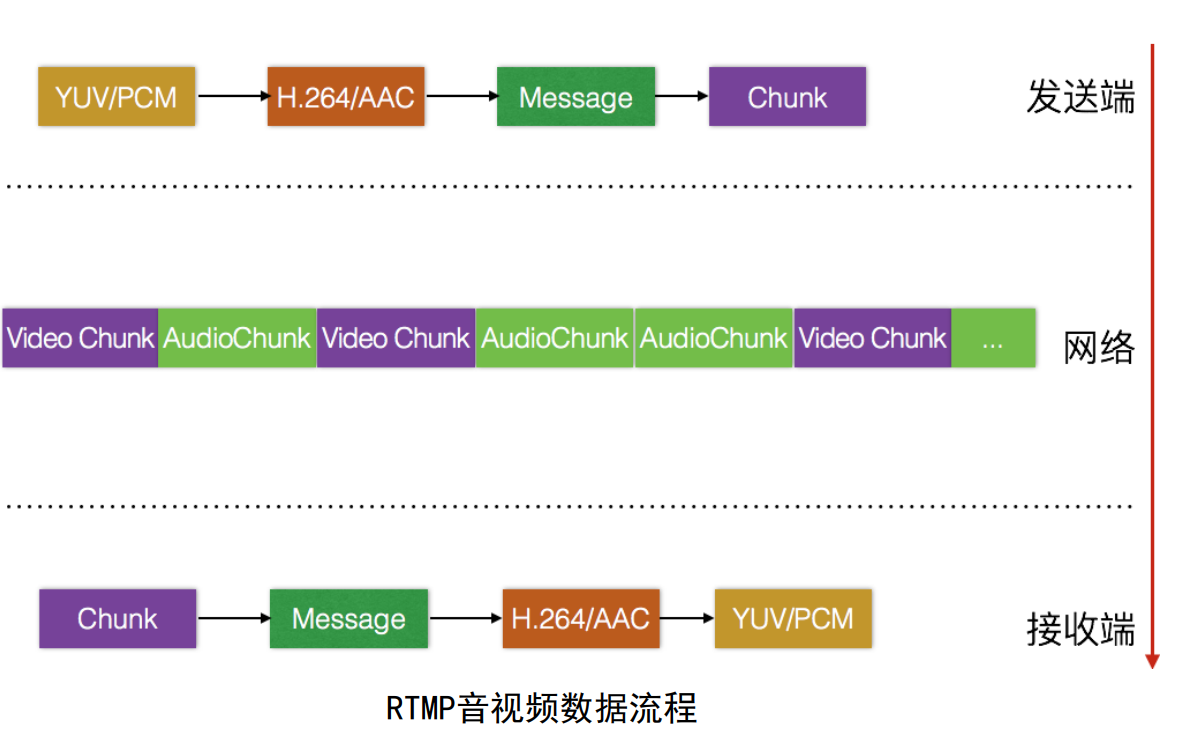 YUV/PCM H.264/AAC Message Chunk 发送端
Video Chunk AudioChunk Video Chunk AudioChunk AudioChunk Video Chunk ... 网络
Chunk Message H.264/AAC YUV/PCM 接收端
RTMP音视频数据流程